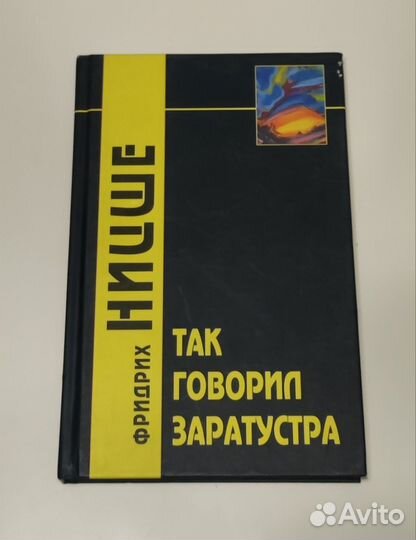 ФРИДРИХ
НИЦШЕ
ТАК
ГОВОРИЛ
ЗАРАТУСТРА
Avito